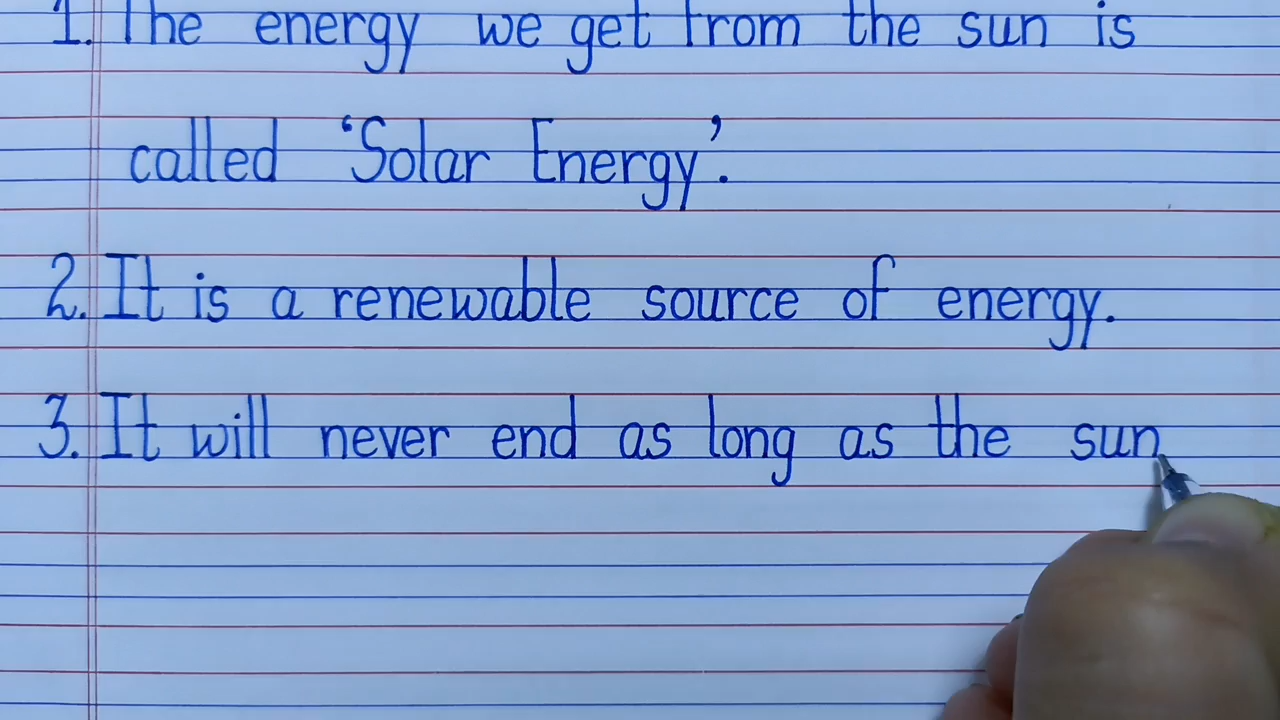 1. The energy we get from the sun is
called ‘Solar Energy’.
2. It is a renewable source of energy.
3. It will never end as long as the sun